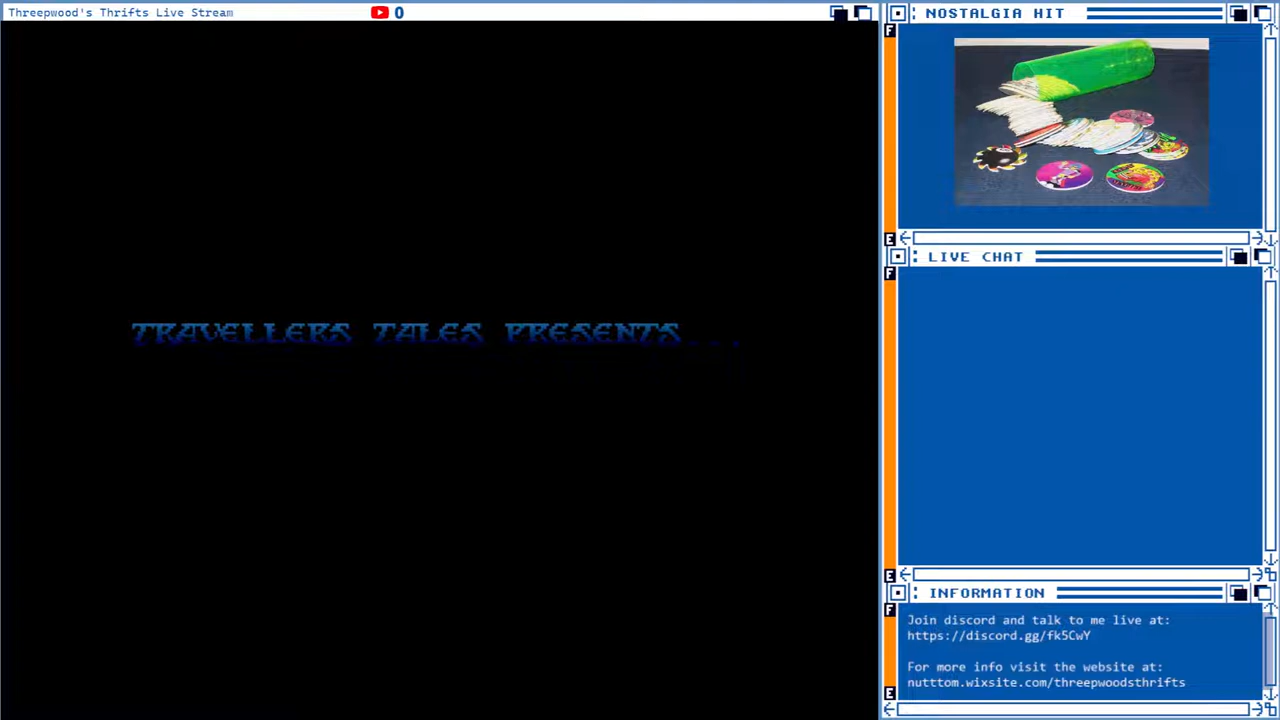 Threepwood's Thrifts Live Stream
0
TRAVELLERS TALES PRESENTS...
: NOSTALGIA HIT
F
E
: LIVE CHAT
F
E
: INFORMATION
F
Join discord and talk to me live at:
https://discord.gg/fk5CwY
For more info visit the website at:
nutttom.wixsite.com/threepwoodsthrifts
E